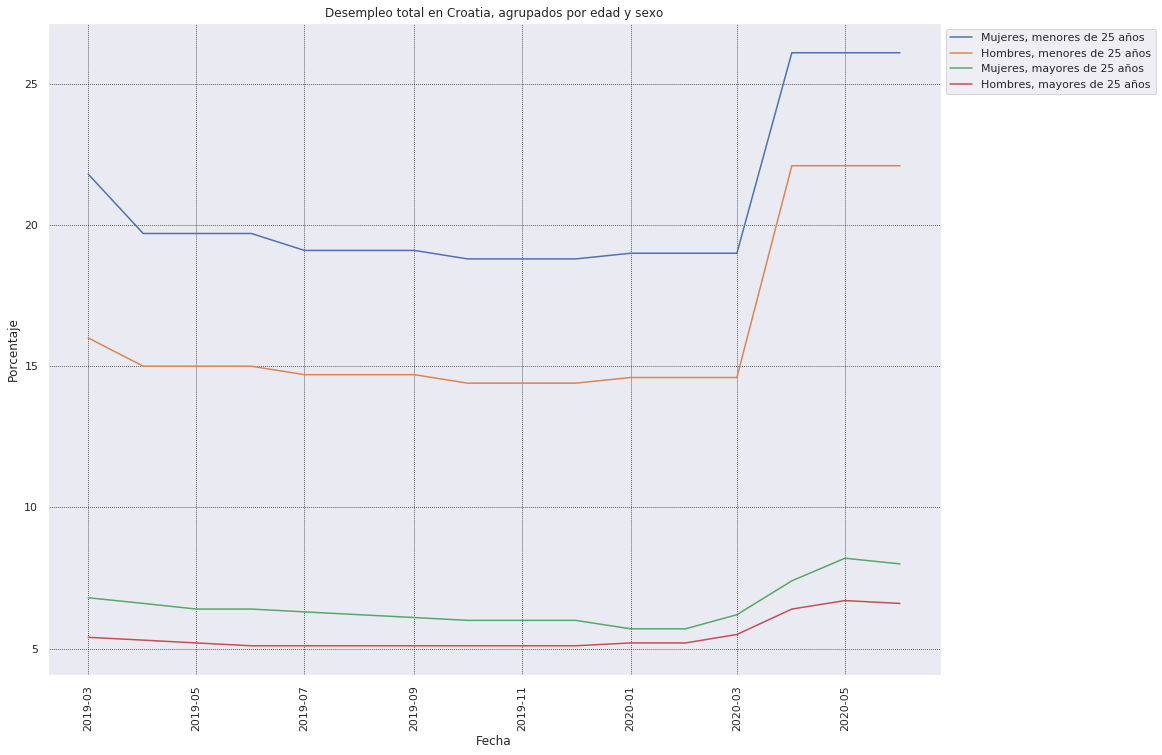 Desempleo total en Croatia, agrupados por edad y sexo
Mujeres, menores de 25 años
Hombres, menores de 25 años
Mujeres, mayores de 25 años
Hombres, mayores de 25 años
25
20
15
10
5
Porcentaje
2019-03
2019-05
2019-07
2019-09
2019-11
2020-01
2020-03
2020-05
Fecha